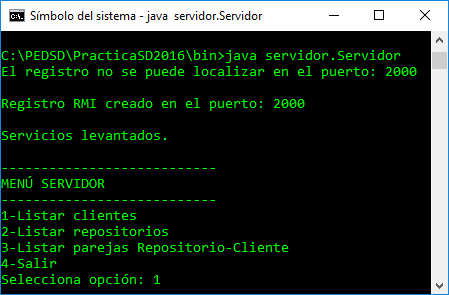 Símbolo del sistema - java servidor.Servidor
C:\PEDSD\PracticaSD2016\bin>java servidor.Servidor
El registro no se puede localizar en el puerto: 2000
Registro RMI creado en el puerto: 2000
Servicios levantados.
---------------------------
MENÚ SERVIDOR
---------------------------
1-Listar clientes
2-Listar repositorios
3-Listar parejas Repositorio-Cliente
4-Salir
Selecciona opción: 1